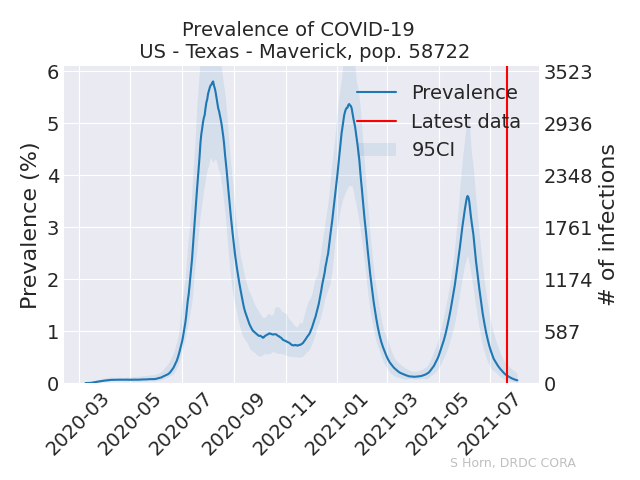 Prevalence of COVID-19
US - Texas - Maverick, pop. 58722
Prevalence (%)
6
5
4
3
2
1
0
Prevalence
Latest data
95CI
3523
2936
2348
1761
1174
587
0
# of infections
2020-03
2020-05
2020-07
2020-09
2020-11
2021-01
2021-03
2021-05
2021-07
S Horn, DRDC CORA